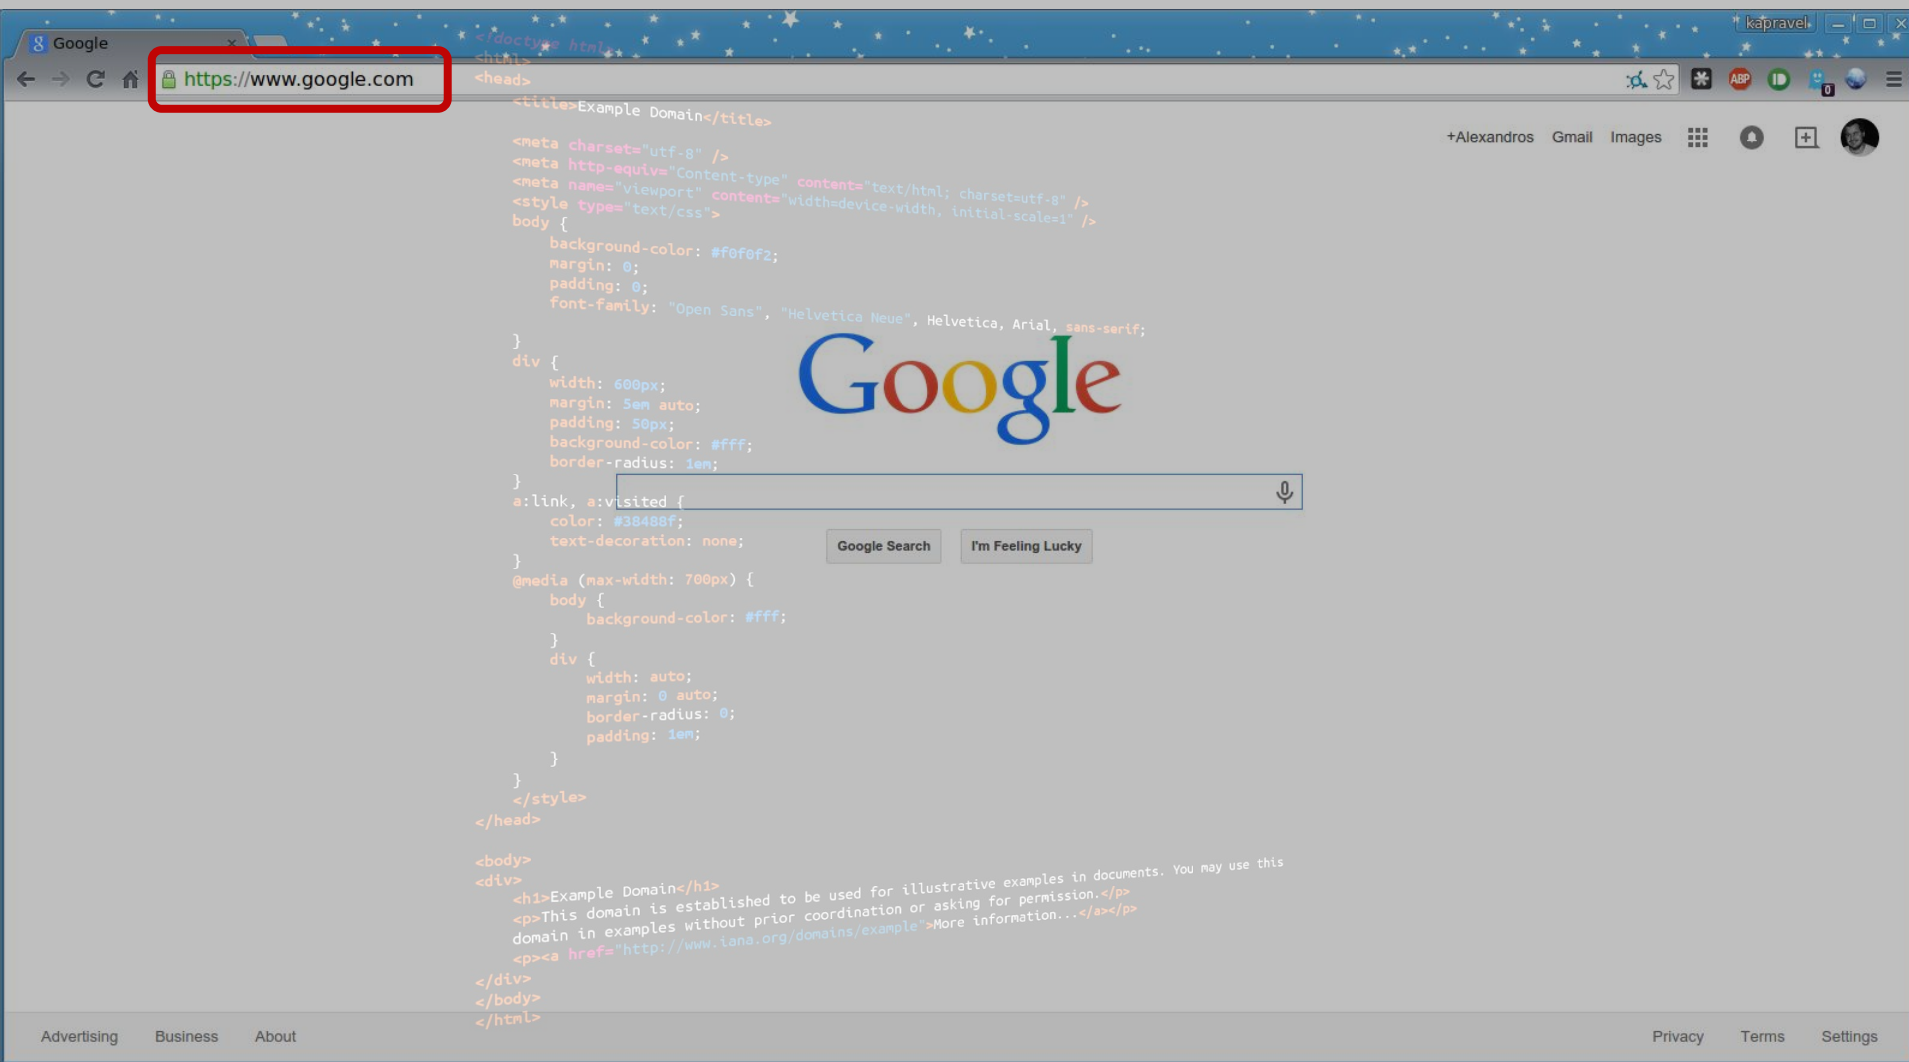 Google
kapravel
https://www.google.com
ABP
0
+Alexandros Gmail Images
<!doctype html>
<html>
<head>
<title>Example Domain</title>
<meta charset="utf-8" />
<meta http-equiv="Content-type" content="text/html; charset=utf-8" />
<meta name="viewport" content="width=device-width, initial-scale=1" />
<style type="text/css">
body {
background-color: #f0f0f2;
margin: 0;
padding: 0;
font-family: "Open Sans", "Helvetica Neue", Helvetica, Arial, sans-serif;
}
div {
width: 600px;
margin: 5em auto;
padding: 50px;
background-color: #fff;
border-radius: 1em;
}
a:link, a:visited {
color: #38488f;
text-decoration: none;
}
@media (max-width: 700px) {
body {
background-color: #fff;
}
div {
width: auto;
margin: 0 auto;
border-radius: 0;
padding: 1em;
}
}
</style>
</head>
<body>
<div>
<h1>Example Domain</h1>
<p>This domain is established to be used for illustrative examples in documents. You may use this
domain in examples without prior coordination or asking for permission.</p>
<p><a href="http://www.iana.org/domains/example">More information...</a></p>
</div>
</body>
</html>
Google
Google Search I'm Feeling Lucky
Advertising Business About
Privacy Terms Settings